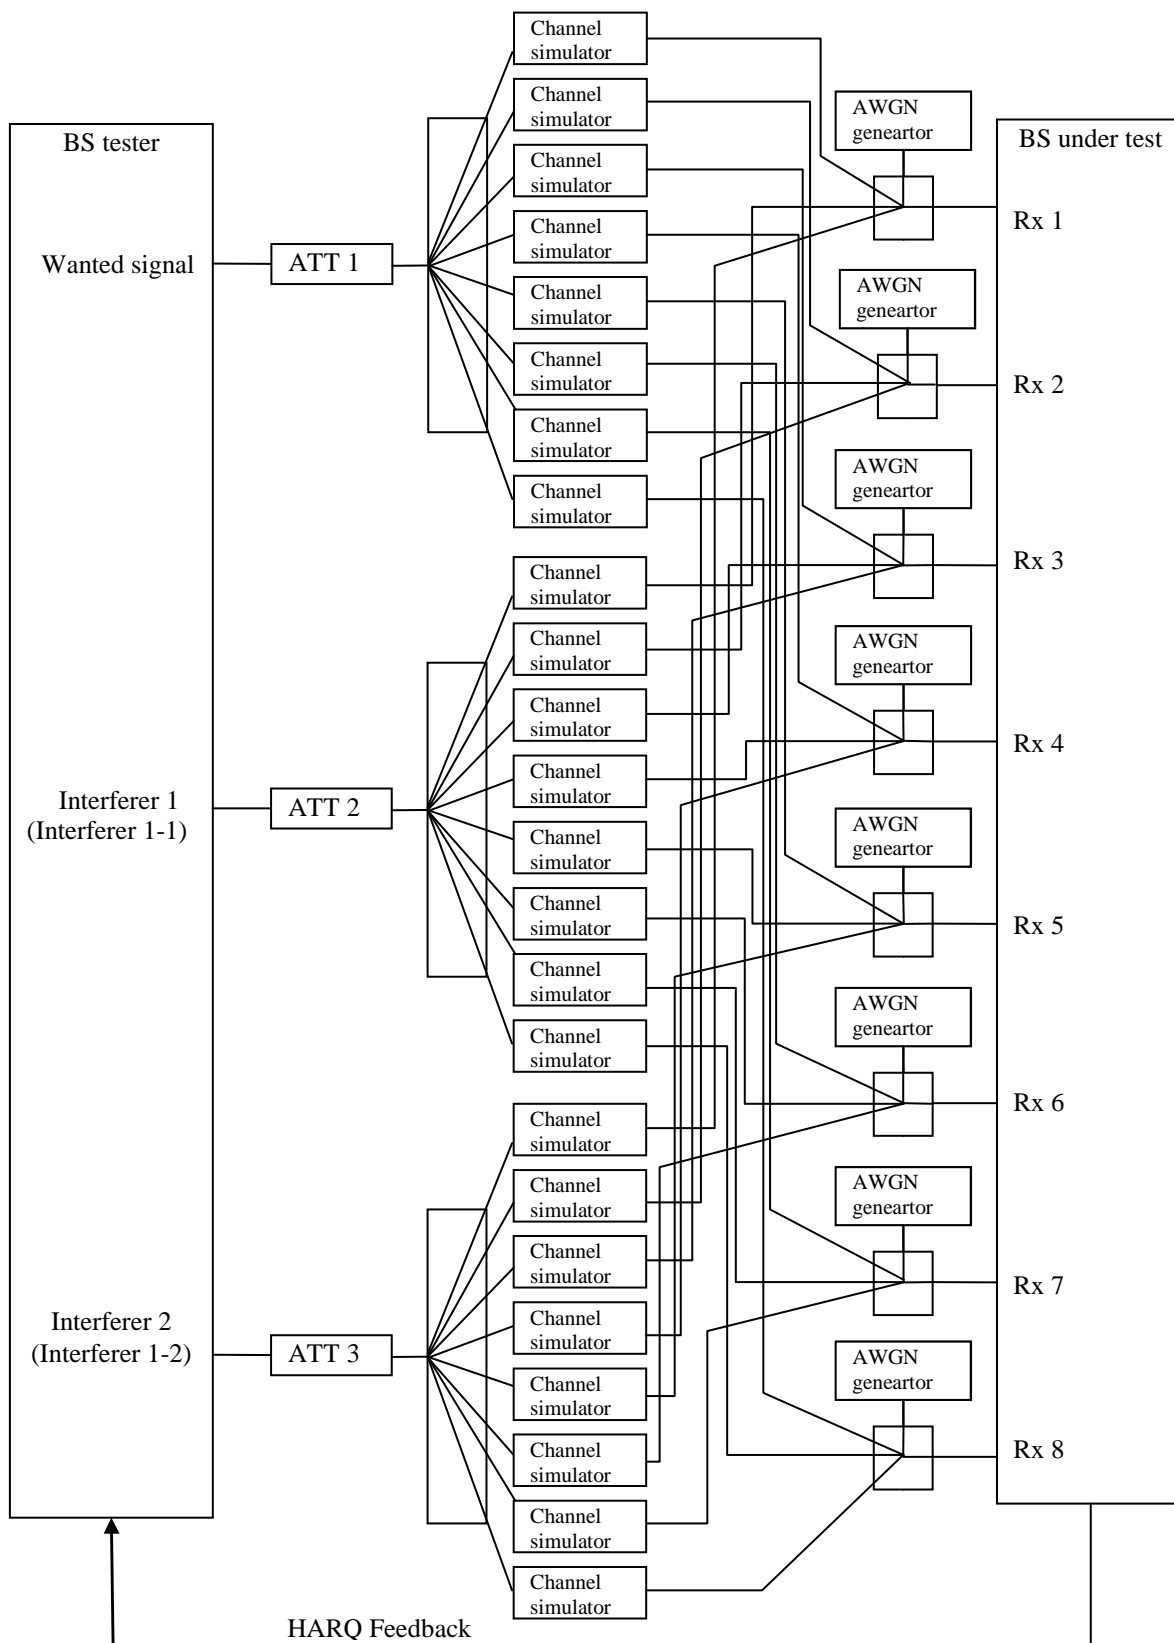 Channel
simulator
Channel
simulator
Channel
simulator
Channel
simulator
Channel
simulator
Channel
simulator
Channel
simulator
Channel
simulator
BS tester
Wanted signal
ATT 1
AWGN
geneartor
BS under test
Rx 1
AWGN
geneartor
Rx 2
AWGN
geneartor
Rx 3
Channel
simulator
Channel
simulator
Channel
simulator
Channel
simulator
Channel
simulator
Channel
simulator
Channel
simulator
Channel
simulator
Interferer 1
(Interferer 1-1)
ATT 2
AWGN
geneartor
Rx 4
AWGN
geneartor
Rx 5
AWGN
geneartor
Rx 6
Channel
simulator
Channel
simulator
Channel
simulator
Channel
simulator
Channel
simulator
Channel
simulator
Channel
simulator
Channel
simulator
Interferer 2
(Interferer 1-2)
ATT 3
AWGN
geneartor
Rx 7
AWGN
geneartor
Rx 8
HARQ Feedback